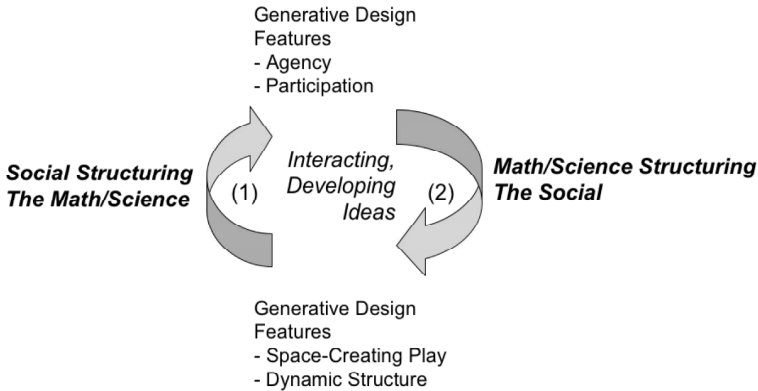 Generative Design
Features
- Agency
- Participation
Social Structuring
The Math/Science
(1)
Interacting,
Developing
Ideas
(2)
Math/Science Structuring
The Social
Generative Design
Features
- Space-Creating Play
- Dynamic Structure